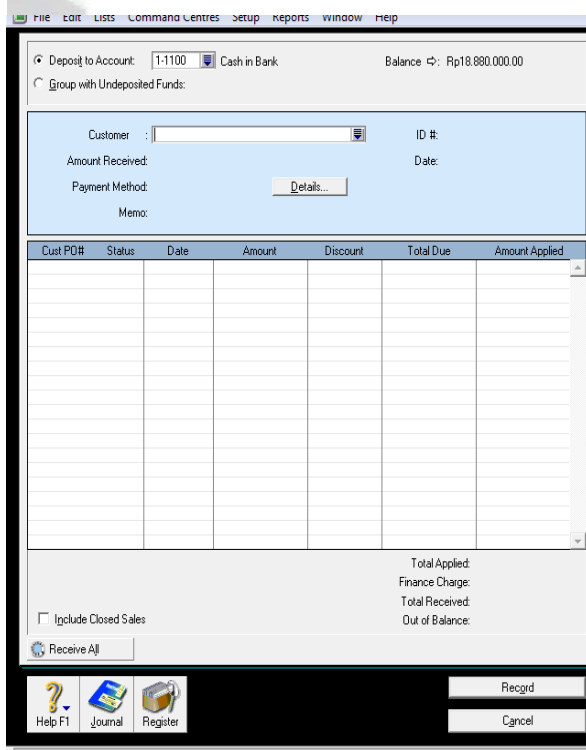 File Edit Lists Command Centres Setup Reports Window Help
Deposit to Account: 1-1100 Cash in Bank Balance ⇨: Rp18.880.000.00
Group with Undeposited Funds:
Customer : ID #:
Amount Received: Date:
Payment Method: Details...
Memo:
Cust PO# Status Date Amount Discount Total Due Amount Applied
Total Applied:
Finance Charge:
Total Received:
Include Closed Sales Out of Balance:
Receive All
Record
Help F1 Journal Register Cancel